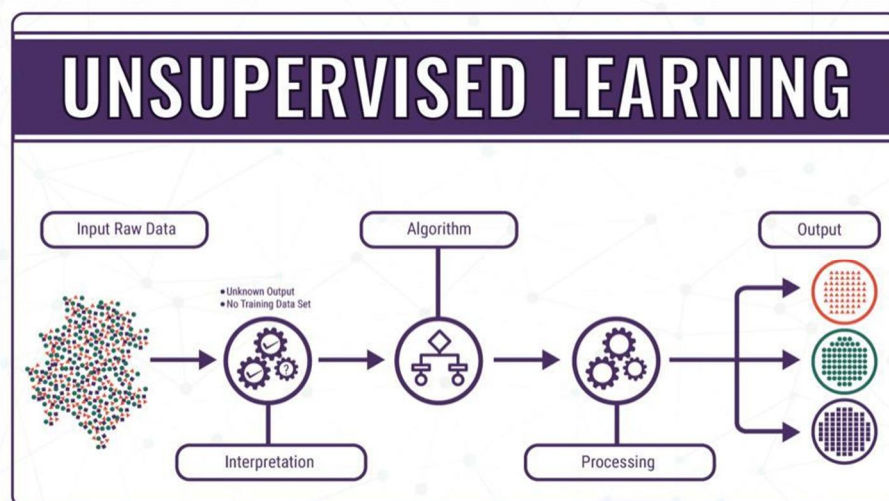 UNSUPERVISED LEARNING
Input Raw Data
Algorithm
Output
• Unknown Output
• No Training Data Set
?
Interpretation
Processing